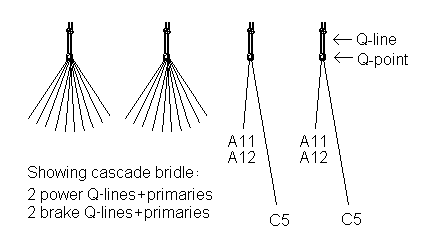 Q-line
Q-point
A11 A11
A12 A12
Showing cascade bridle:
2 power Q-lines+primaries
2 brake Q-lines+primaries
C5 C5